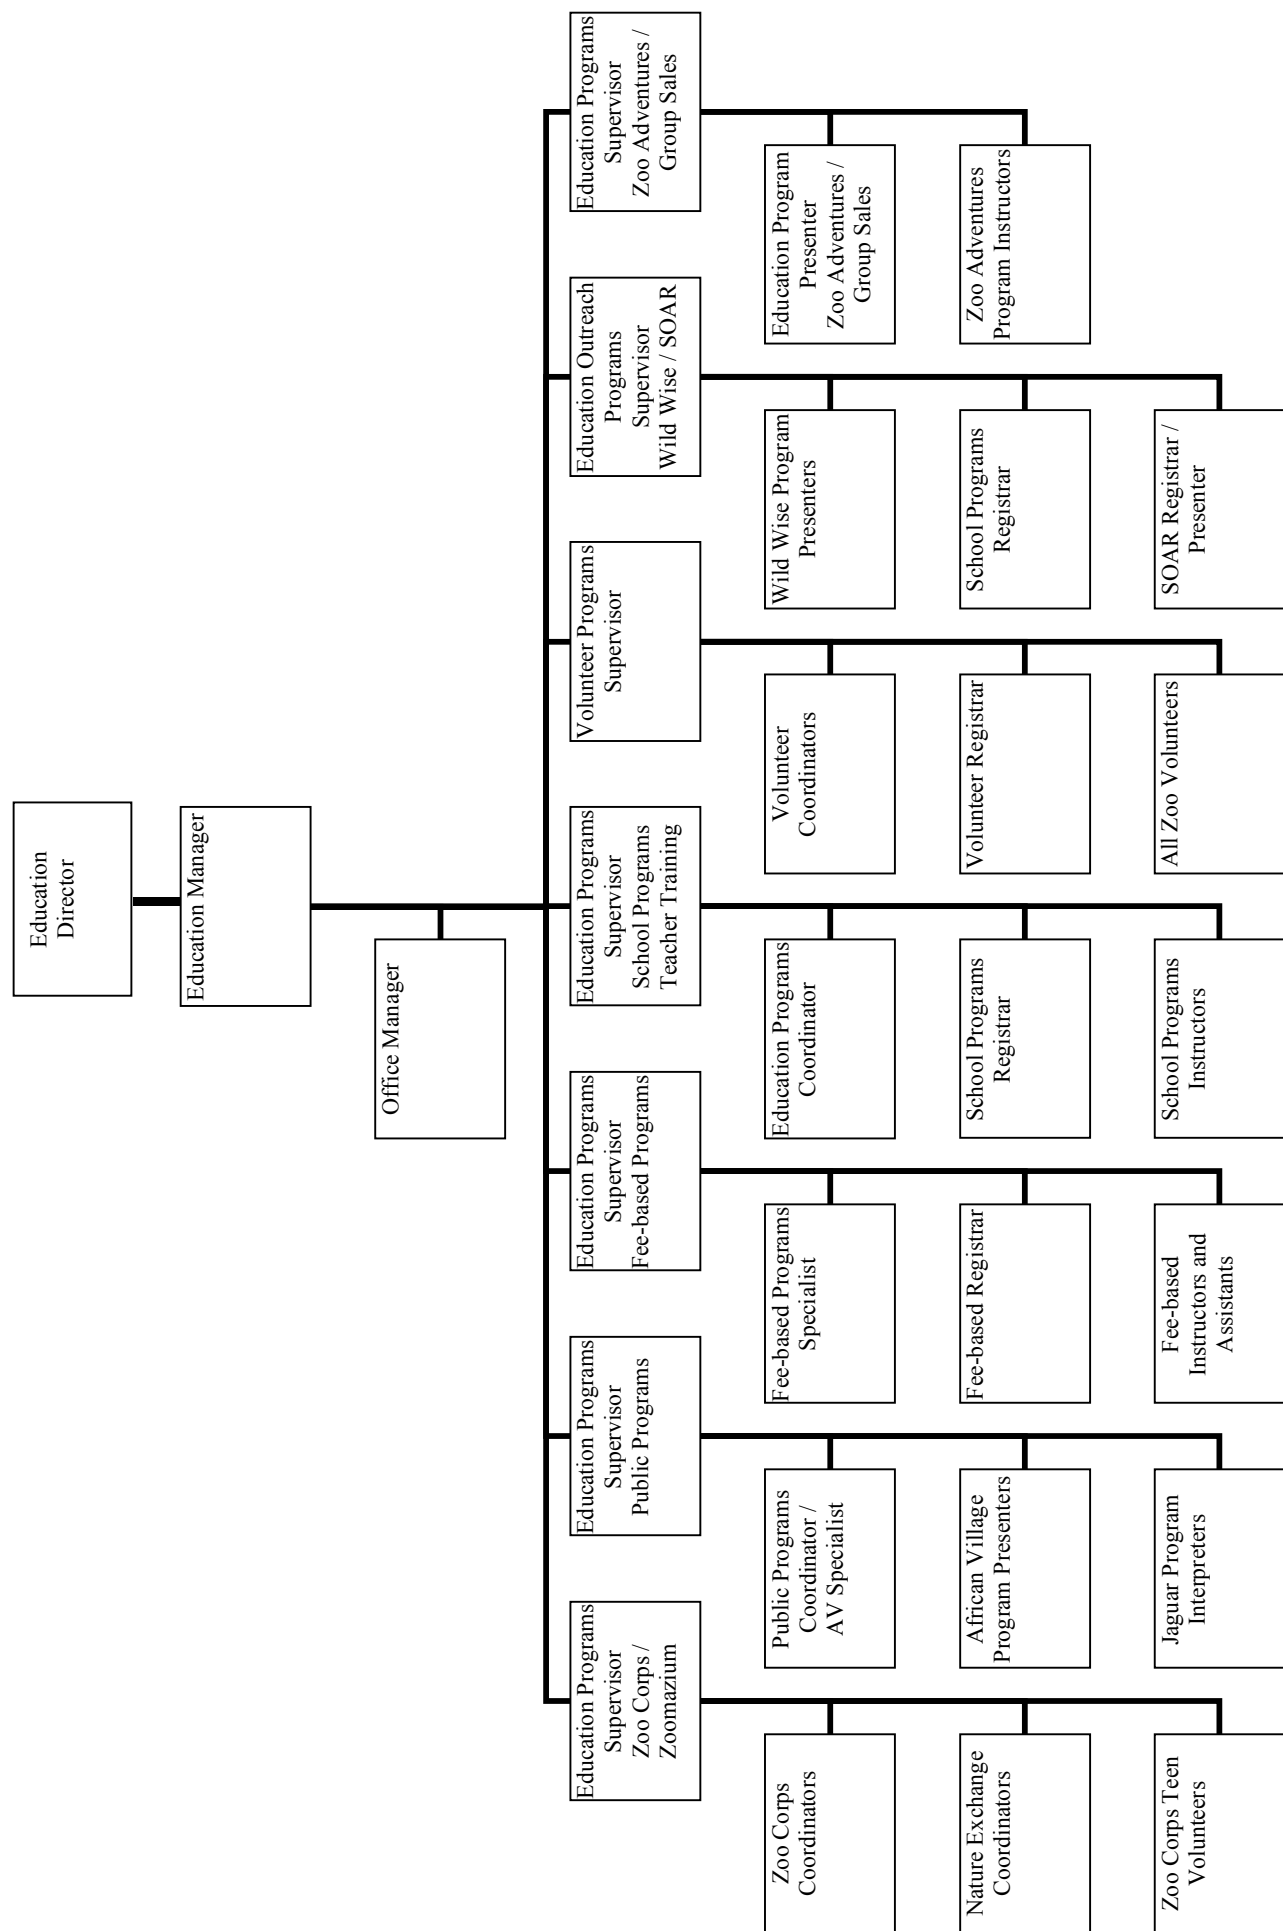 Education
Director
Education Manager
Office Manager
Education Programs
Supervisor
Zoo Corps /
Zoomazium
Education Programs
Supervisor
Public Programs
Education Programs
Supervisor
Fee-based Programs
Education Programs
Supervisor
School Programs
Teacher Training
Volunteer Programs
Supervisor
Education Outreach
Programs
Supervisor
Wild Wise / SOAR
Education Programs
Supervisor
Zoo Adventures /
Group Sales
Zoo Corps
Coordinators
Public Programs
Coordinator /
AV Specialist
Fee-based Programs
Specialist
Education Programs
Coordinator
Volunteer
Coordinators
Wild Wise Program
Presenters
Education Program
Presenter
Zoo Adventures /
Group Sales
Nature Exchange
Coordinators
African Village
Program Presenters
Fee-based Registrar
School Programs
Registrar
Volunteer Registrar
School Programs
Registrar
Zoo Adventures
Program Instructors
Zoo Corps Teen
Volunteers
Jaguar Program
Interpreters
Fee-based
Instructors and
Assistants
School Programs
Instructors
All Zoo Volunteers
SOAR Registrar /
Presenter